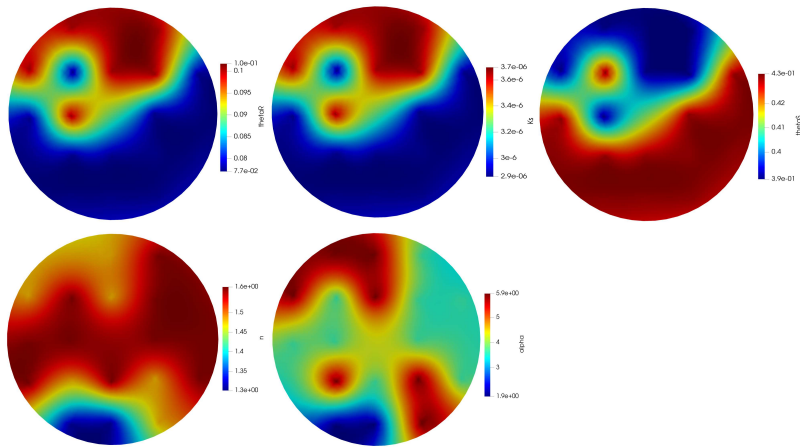 1.0e-01
0.1
0.095
0.09
0.085
0.08
7.7e-02
thetaR
3.7e-06
3.6e-6
3.4e-6
3.2e-6
3e-6
2.9e-06
Ks
4.3e-01
0.42
0.41
0.4
3.9e-01
thetaS
1.6e+00
1.55
1.5
1.45
1.4
1.35
1.3e+00
n
5.9e+00
5
4
3
1.9e+00
alpha